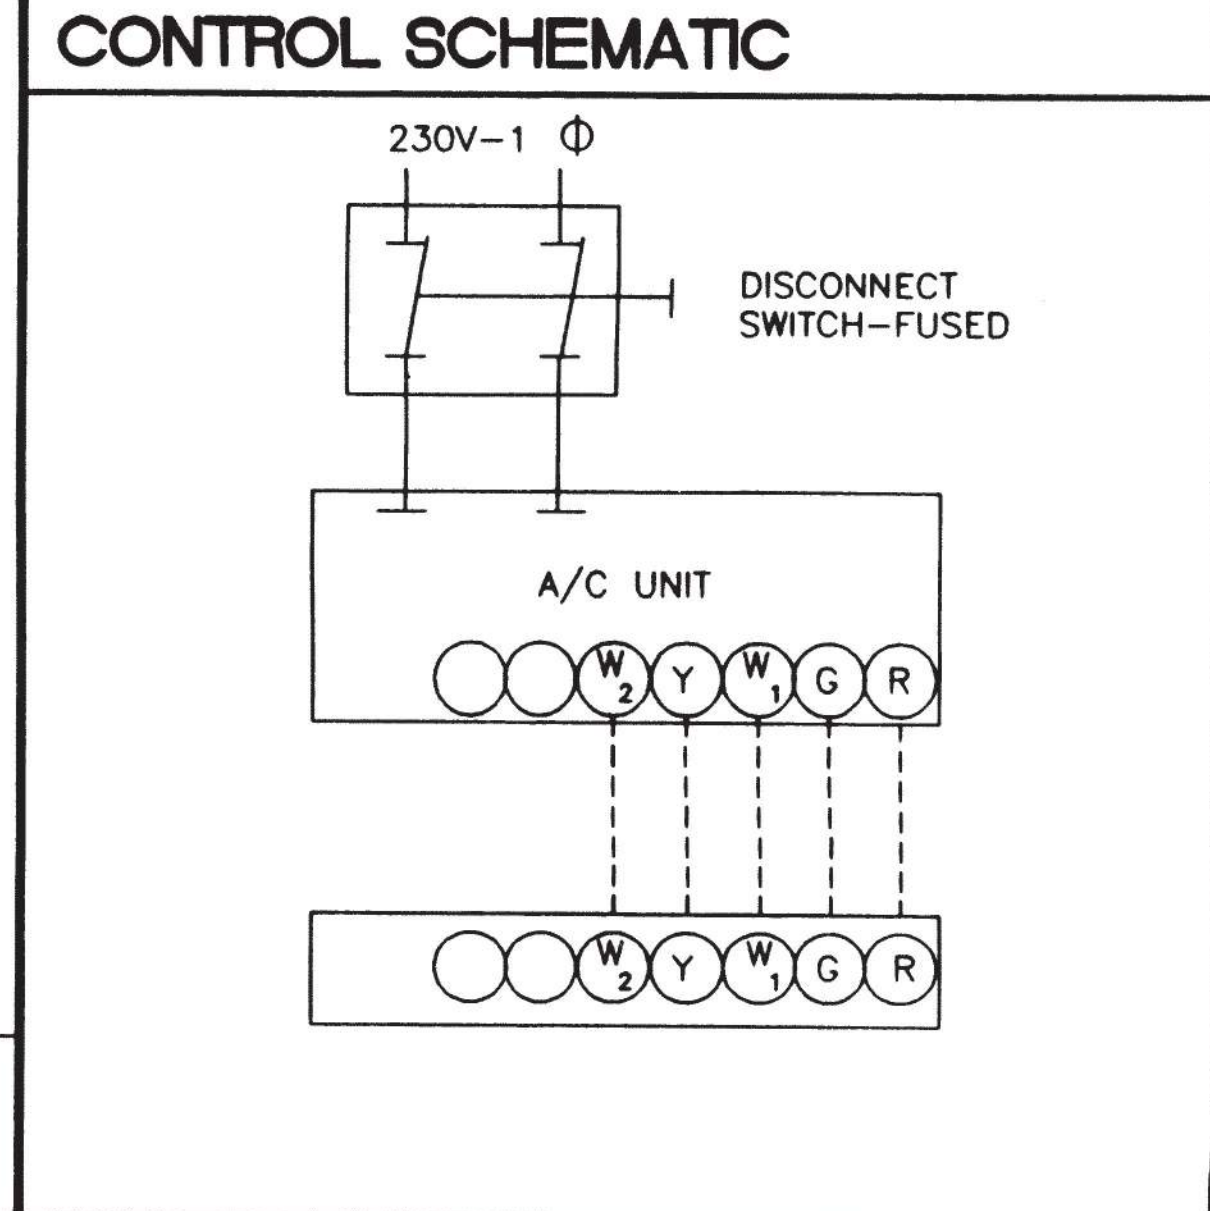 CONTROL SCHEMATIC
230V-1 Φ
DISCONNECT
SWITCH-FUSED
A/C UNIT
W2 Y W1 G R
W2 Y W1 G R